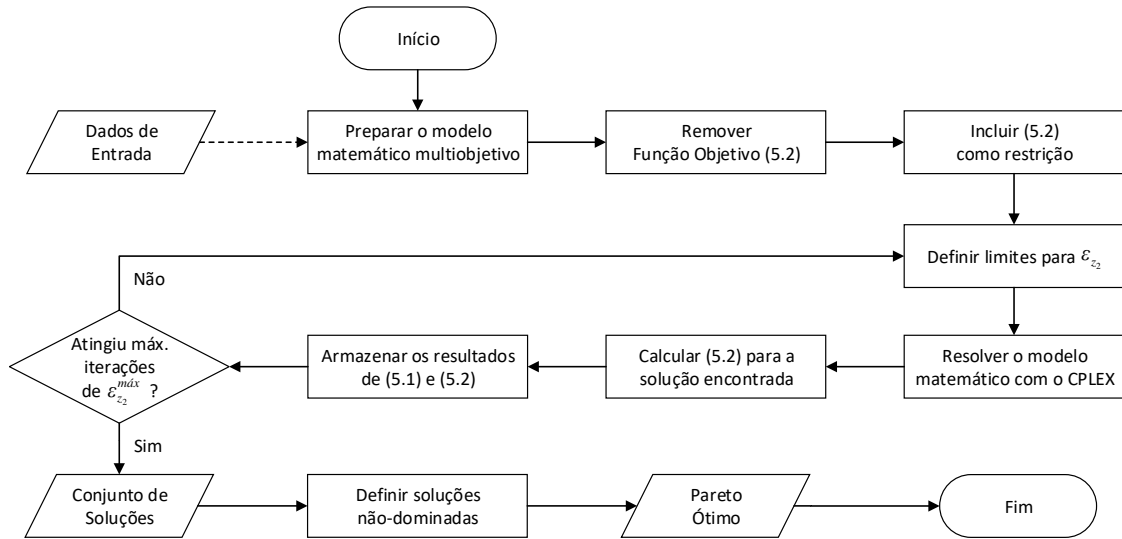 Início
Dados de
Entrada
Preparar o modelo
matemático multiobjetivo
Remover
Função Objetivo (5.2)
Incluir (5.2)
como restrição
Definir limites para ε_{z_2}
Não
Atingiu máx.
iterações
de ε_{z_2}^{máx} ?
Armazenar os resultados
de (5.1) e (5.2)
Calcular (5.2) para a
solução encontrada
Resolver o modelo
matemático com o CPLEX
Sim
Conjunto de
Soluções
Definir soluções
não-dominadas
Pareto
Ótimo
Fim